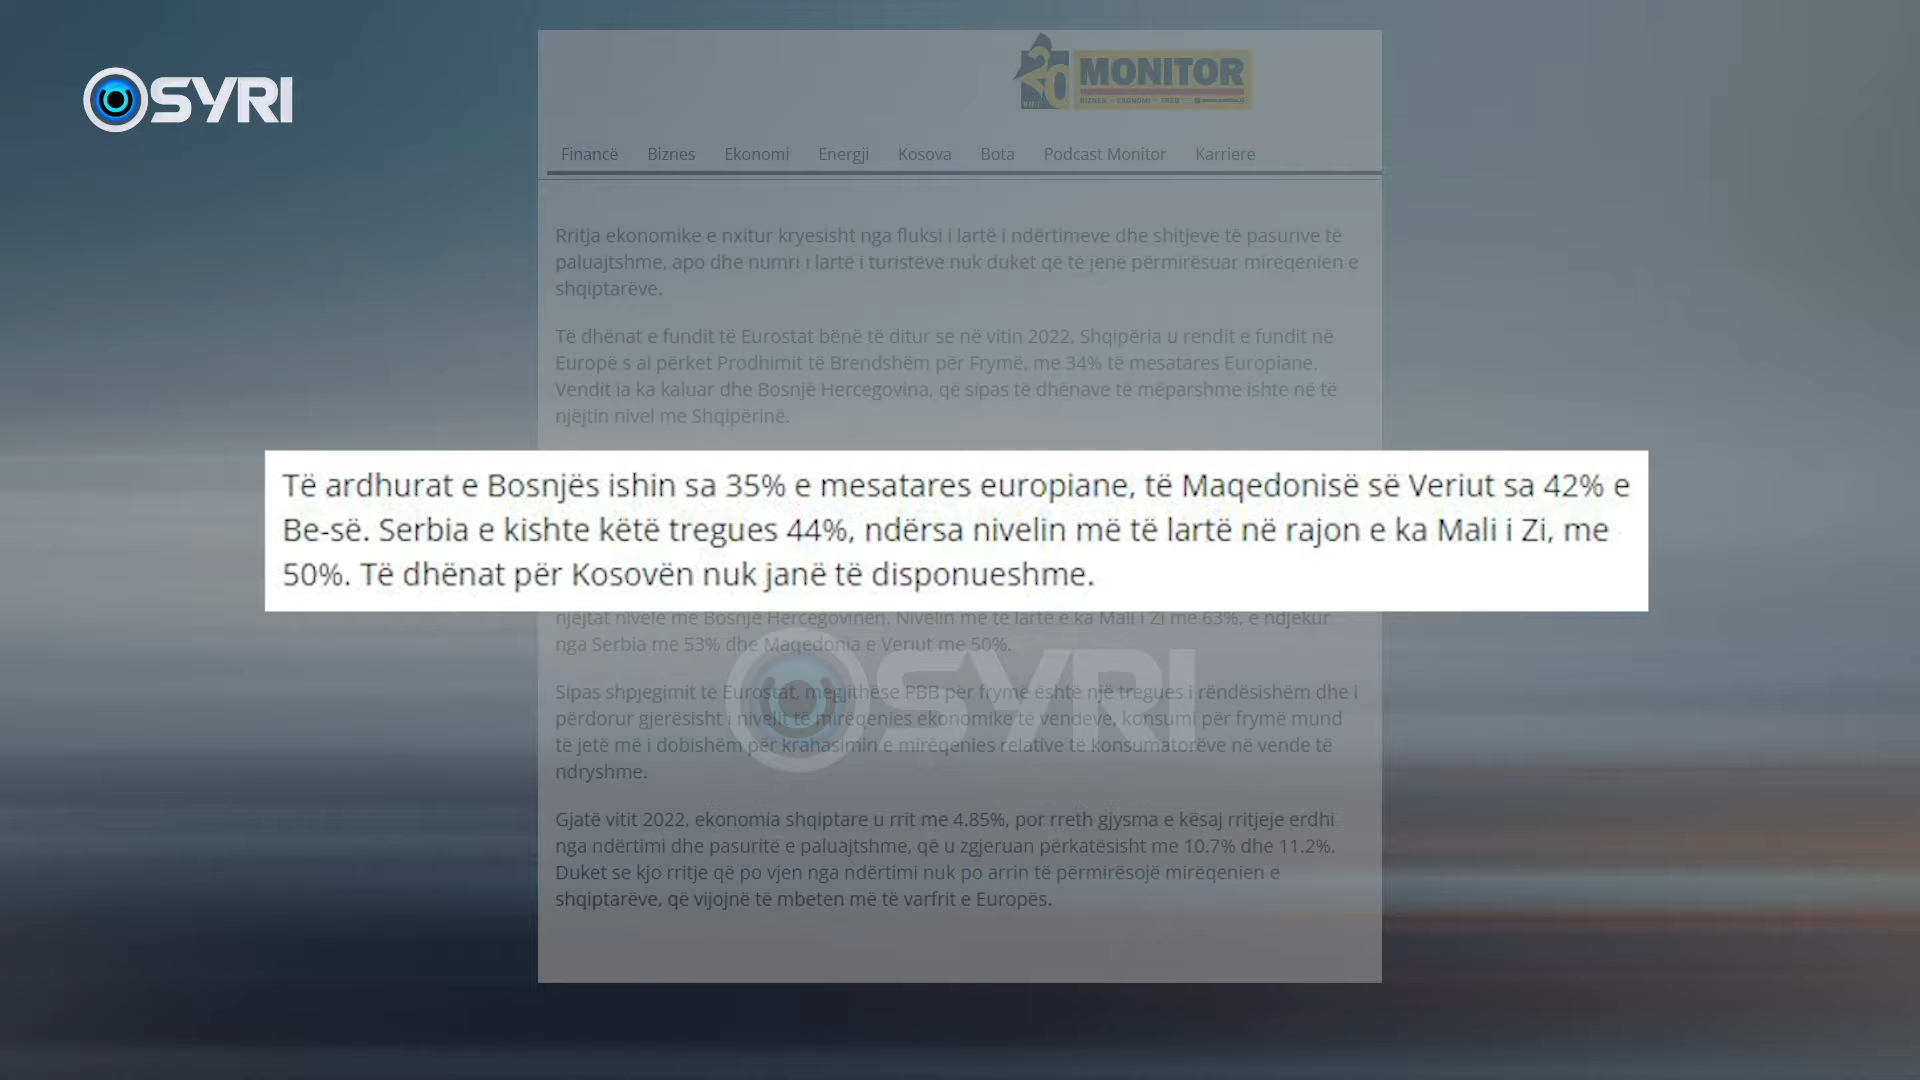 SYRI
20
VJET
MONITOR
BIZNES - EKONOMI - TREG
Financë Biznes Ekonomi Energji Kosova Bota Podcast Monitor Karriere
Rritja ekonomike e nxitur kryesisht nga fluksi i lartë i ndërtimeve dhe shitjeve të pasurive të
paluajtshme, apo dhe numri i lartë i turistëve nuk duket që të jenë përmirësuar mirëqenien e
shqiptarëve.
Të dhënat e fundit të Eurostat bënë të ditur se në vitin 2022, Shqipëria u rendit e fundit në
Europë s ai përket Prodhimit të Brendshëm për Frymë, me 34% të mesatares Europiane.
Vendit ia ka kaluar dhe Bosnjë Hercegovina, që sipas të dhënave të mëparshme ishte në të
njëjtin nivel me Shqipërinë.
Të ardhurat e Bosnjës ishin sa 35% e mesatares europiane, të Maqedonisë së Veriut sa 42% e
Be-së. Serbia e kishte këtë tregues 44%, ndërsa nivelin më të lartë në rajon e ka Mali i Zi, me
50%. Të dhënat për Kosovën nuk janë të disponueshme.
njëjtat nivele me Bosnjë Hercegovinën. Nivelin më të lartë e ka Mali i Zi me 63%, e ndjekur
nga Serbia me 53% dhe Maqedonia e Veriut me 50%.
SYRI
Sipas shpjegimit të Eurostat, megjithëse PBB për frymë është një tregues i rëndësishëm dhe i
përdorur gjerësisht i nivelit të mirëqenies ekonomike të vendeve, konsumi për frymë mund
të jetë më i dobishëm për krahasimin e mirëqenies relative të konsumatorëve në vende të
ndryshme.
Gjatë vitit 2022, ekonomia shqiptare u rrit me 4.85%, por rreth gjysma e kësaj rritjeje erdhi
nga ndërtimi dhe pasuritë e paluajtshme, që u zgjeruan përkatësisht me 10.7% dhe 11.2%.
Duket se kjo rritje që po vjen nga ndërtimi nuk po arrin të përmirësojë mirëqenien e
shqiptarëve, që vijojnë të mbeten më të varfrit e Europës.